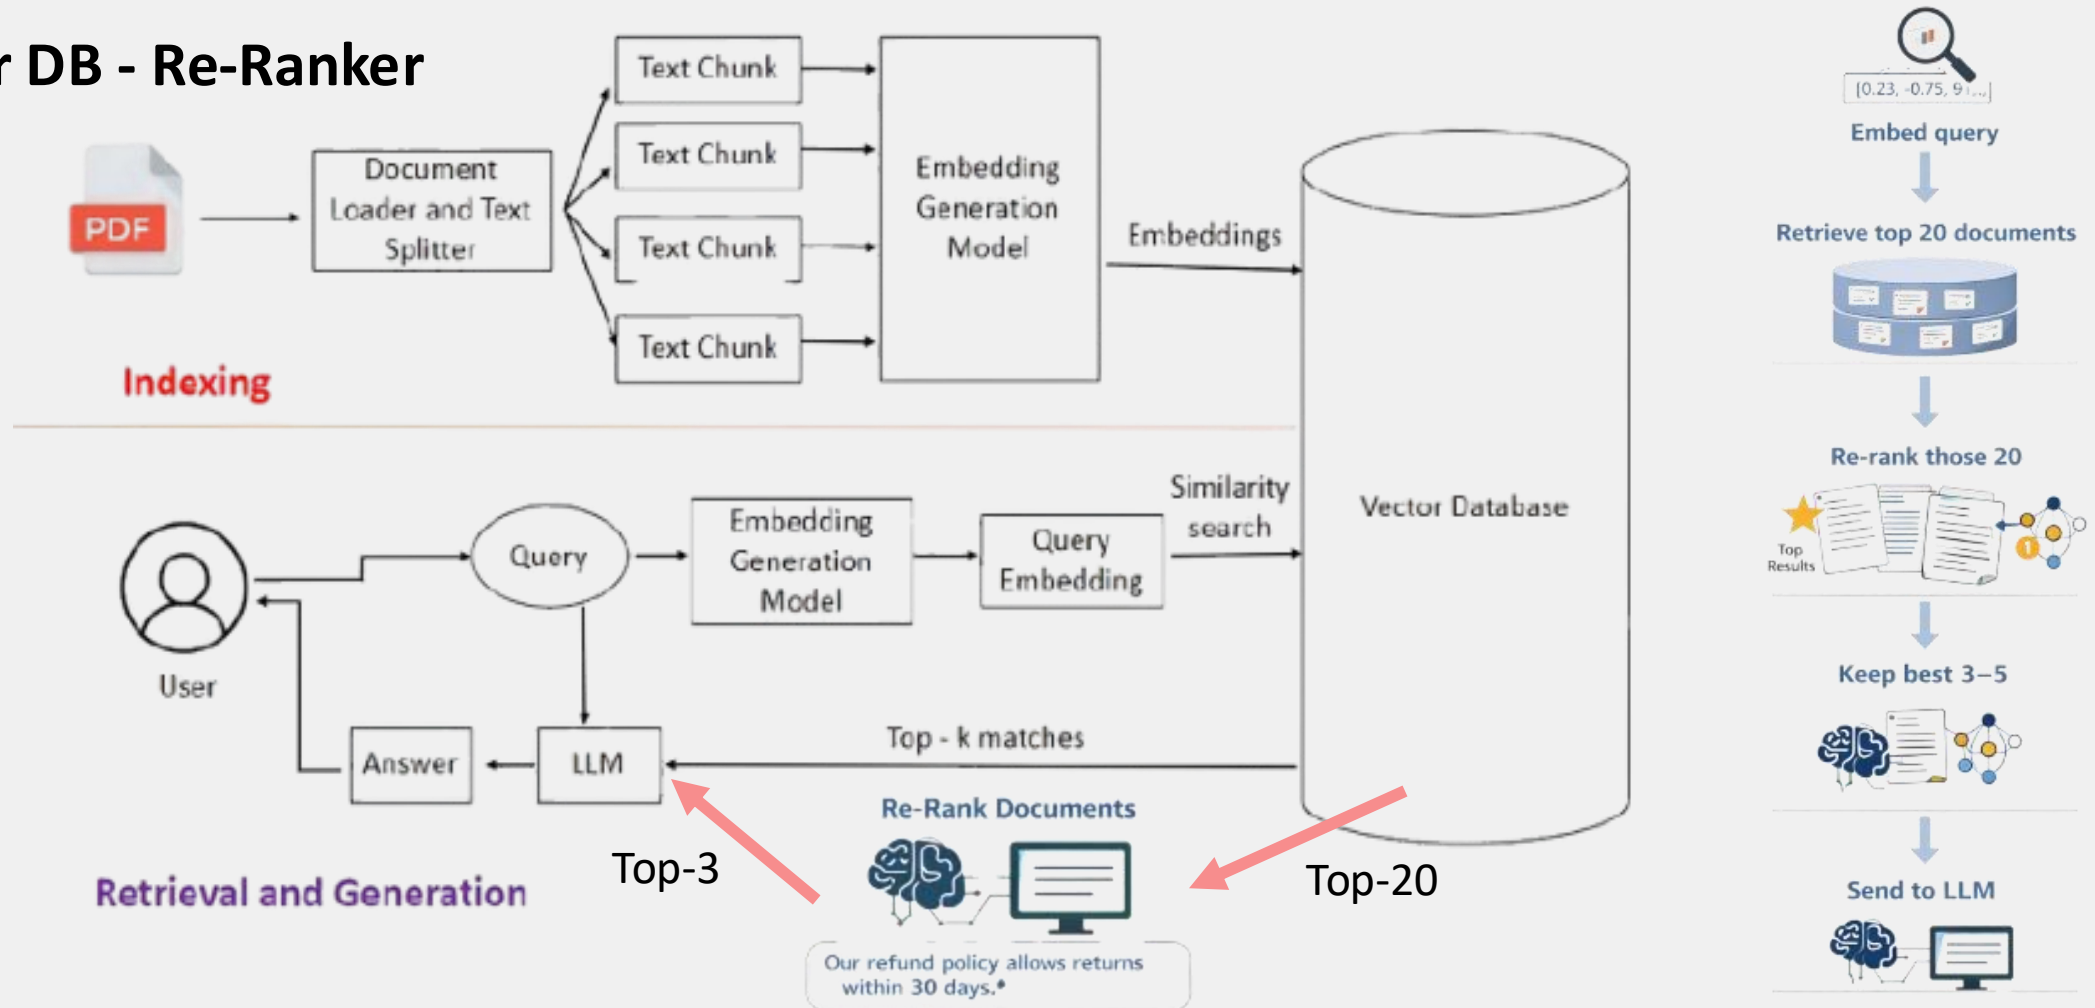 r DB - Re-Ranker
PDF
Document
Loader and Text
Splitter
Text Chunk
Text Chunk
Text Chunk
Text Chunk
Embedding
Generation
Model
Embeddings
Indexing
Vector Database
User
Query
Embedding
Generation
Model
Query
Embedding
Similarity
search
Top - k matches
LLM
Answer
Re-Rank Documents
Top-3
Top-20
Our refund policy allows returns
within 30 days.
Retrieval and Generation
[0.23, -0.75, 9
Embed query
Retrieve top 20 documents
Re-rank those 20
Top
Results
1
Keep best 3–5
Send to LLM